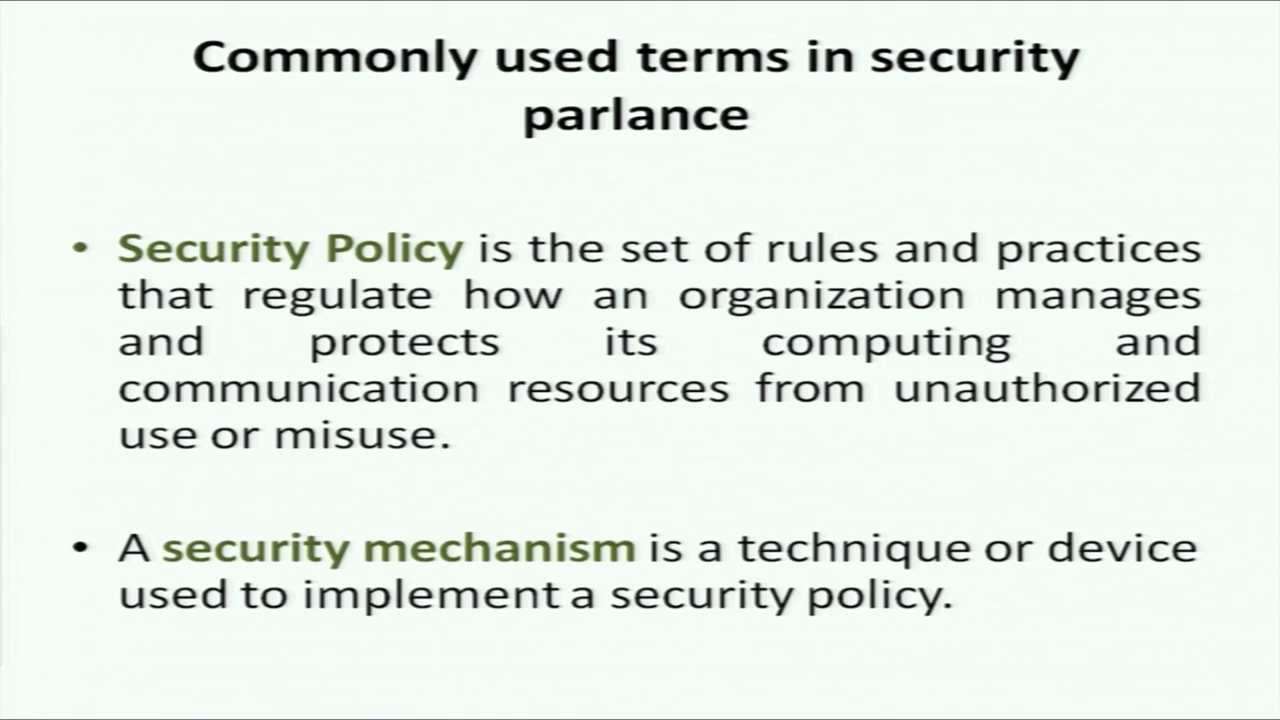 Commonly used terms in security
parlance
• Security Policy is the set of rules and practices
that regulate how an organization manages
and protects its computing and
communication resources from unauthorized
use or misuse.
• A security mechanism is a technique or device
used to implement a security policy.